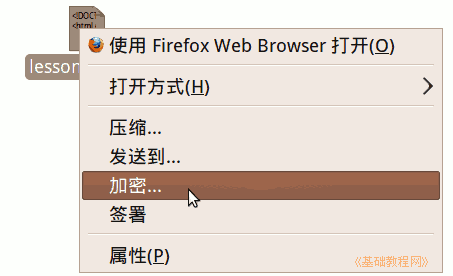 <!DOC
<html>
lesson
使用 Firefox Web Browser 打开(O)
打开方式(H)
压缩...
发送到...
加密...
签署
属性(P)
《基础教程网》